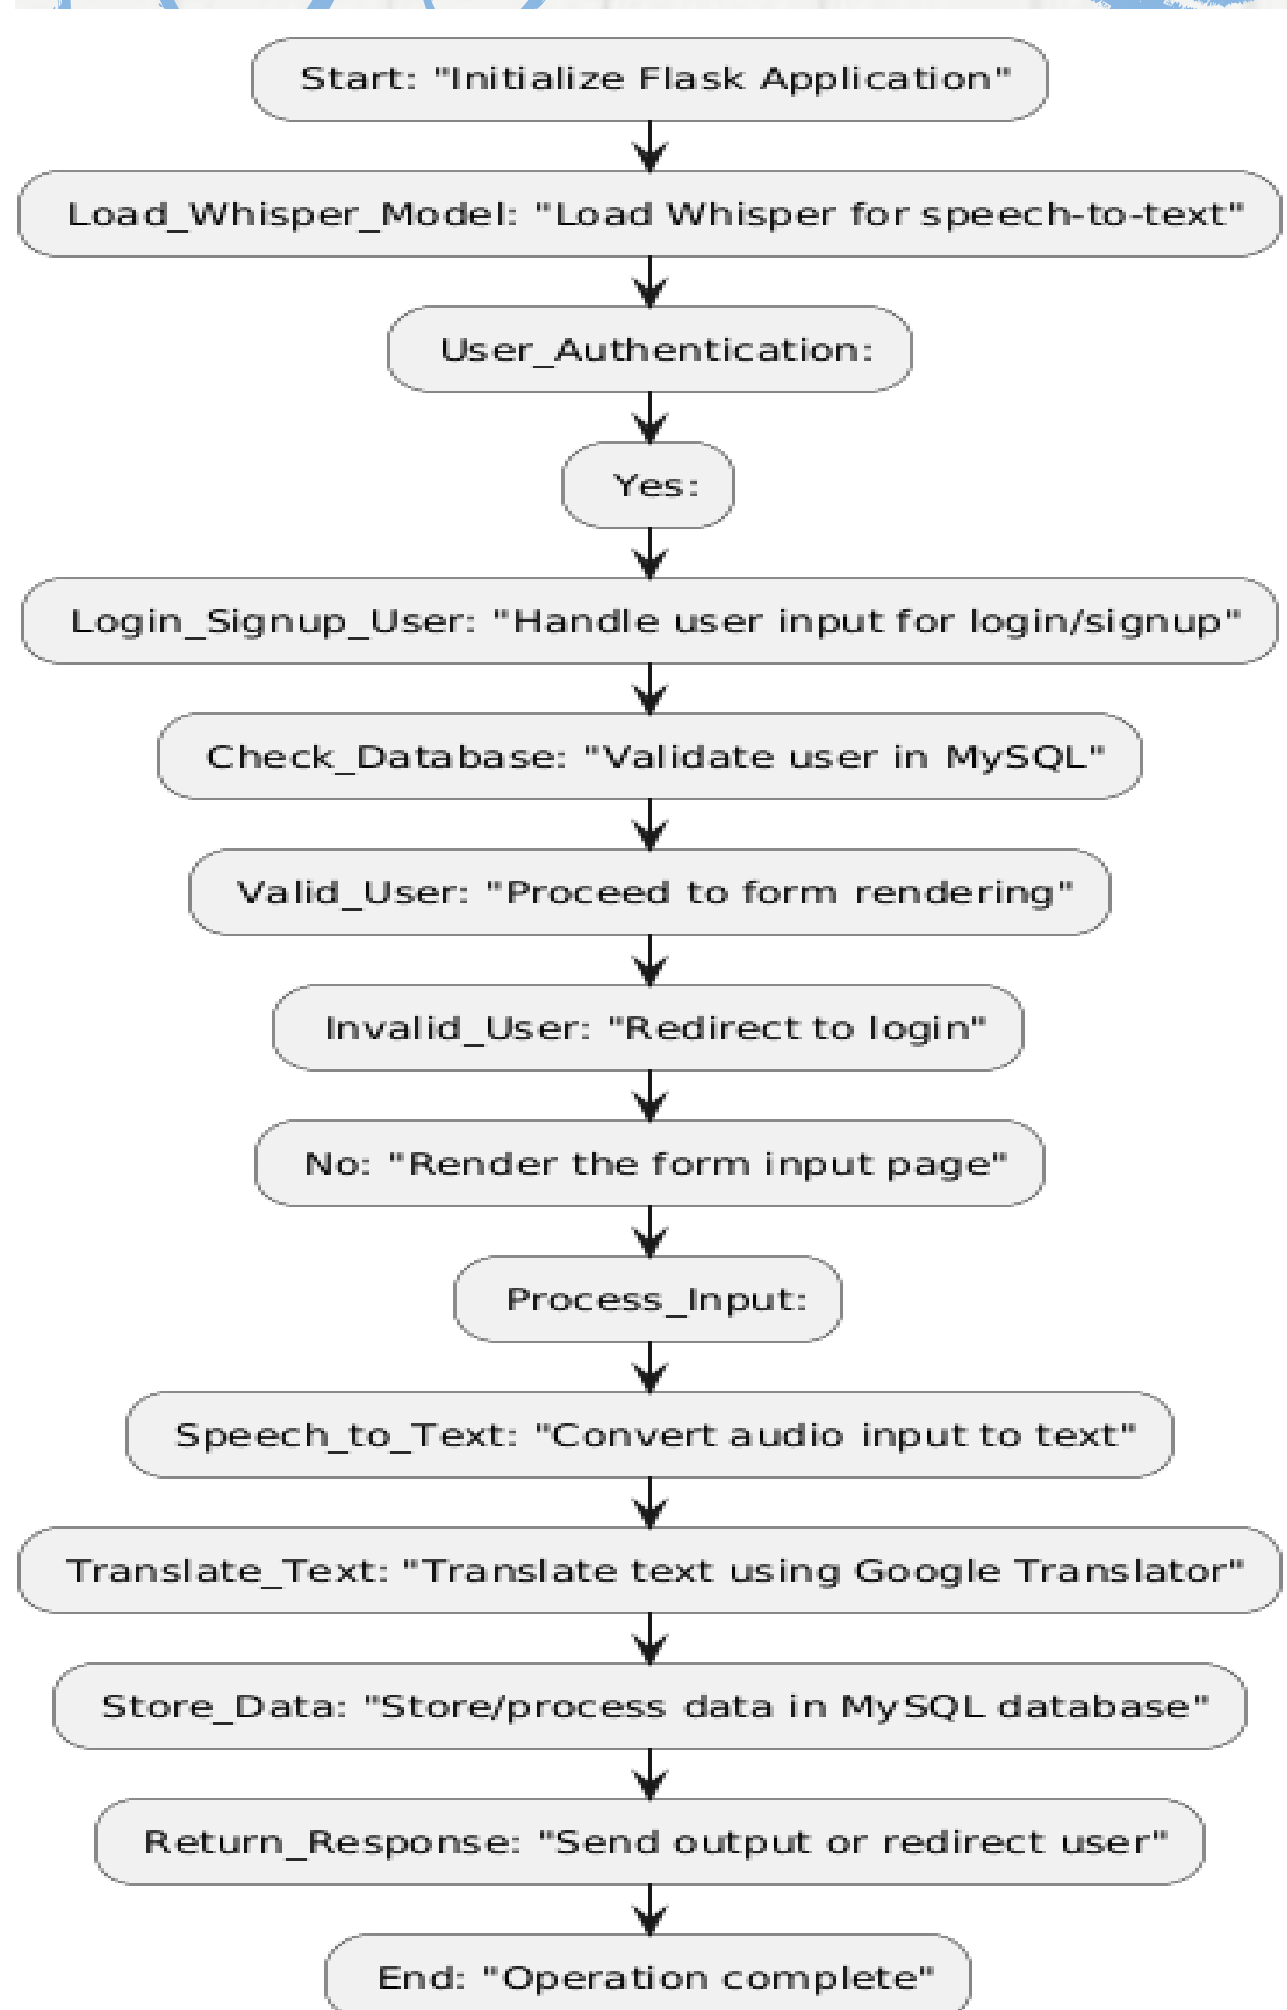 Start: "Initialize Flask Application"
Load_Whisper_Model: "Load Whisper for speech-to-text"
User_Authentication:
Yes:
Login_Signup_User: "Handle user input for login/signup"
Check_Database: "Validate user in MySQL"
Valid_User: "Proceed to form rendering"
Invalid_User: "Redirect to login"
No: "Render the form input page"
Process_Input:
Speech_to_Text: "Convert audio input to text"
Translate_Text: "Translate text using Google Translator"
Store_Data: "Store/process data in MySQL database"
Return_Response: "Send output or redirect user"
End: "Operation complete"